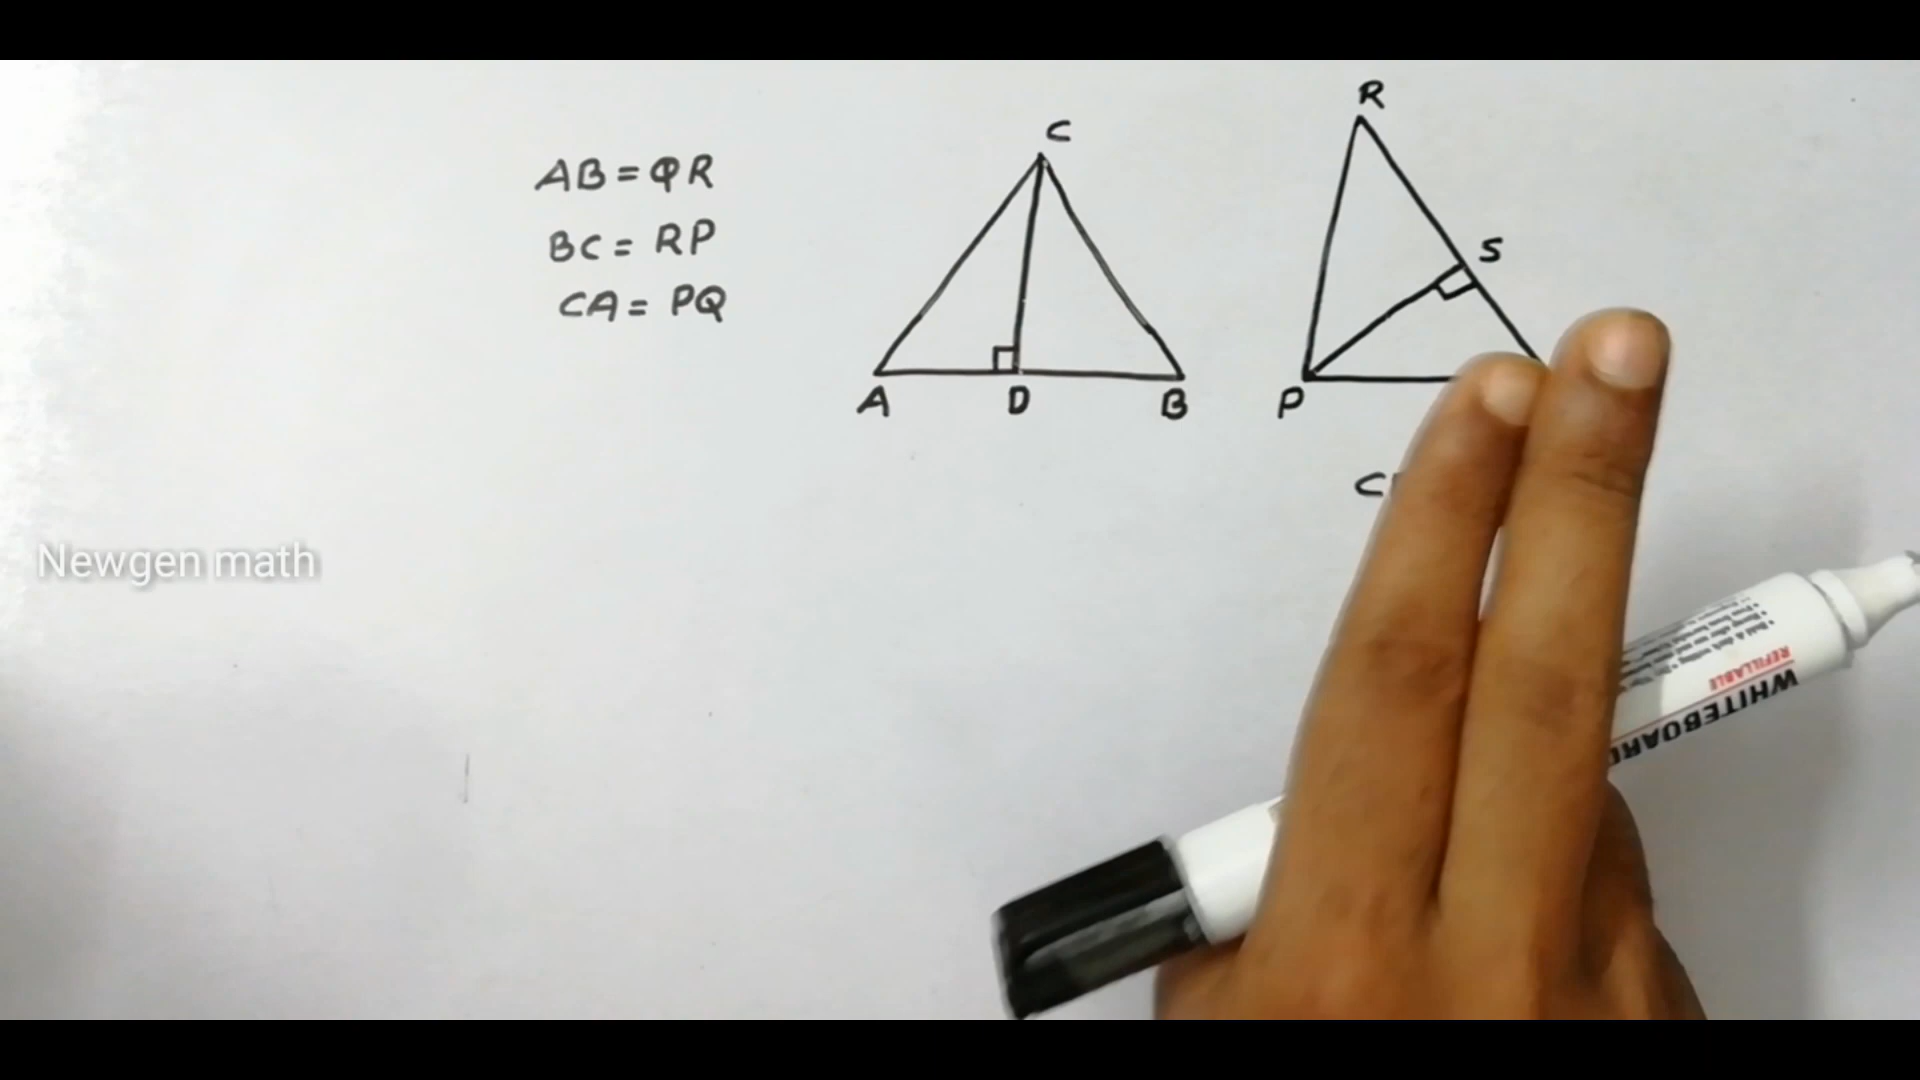 R
C
AB = QR
BC = RP
CA = PQ
S
A D B P
C
Newgen math
REFILLABLE
WHITEBOARD